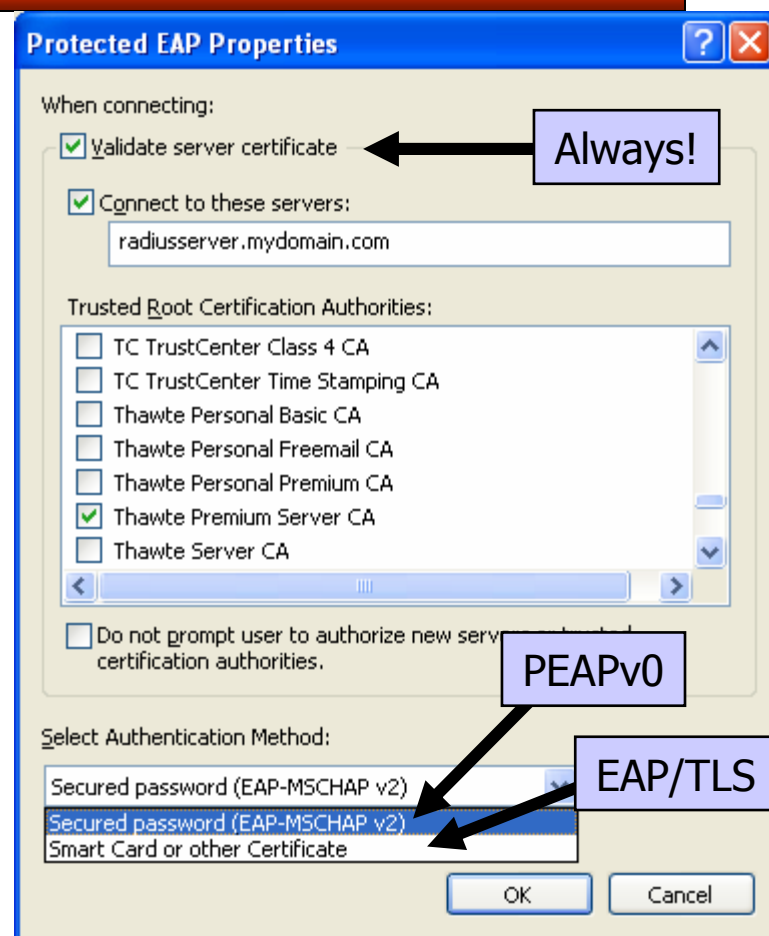 Protected EAP Properties
When connecting:
Validate server certificate
Always!
Connect to these servers:
radiusserver.mydomain.com
Trusted Root Certification Authorities:
TC TrustCenter Class 4 CA
TC TrustCenter Time Stamping CA
Thawte Personal Basic CA
Thawte Personal Freemail CA
Thawte Personal Premium CA
Thawte Premium Server CA
Thawte Server CA
Do not prompt user to authorize new
certification authorities.
PEAPv0
Select Authentication Method:
EAP/TLS
Secured password (EAP-MSCHAP v2)
Secured password (EAP-MSCHAP v2)
Smart Card or other Certificate
OK
Cancel